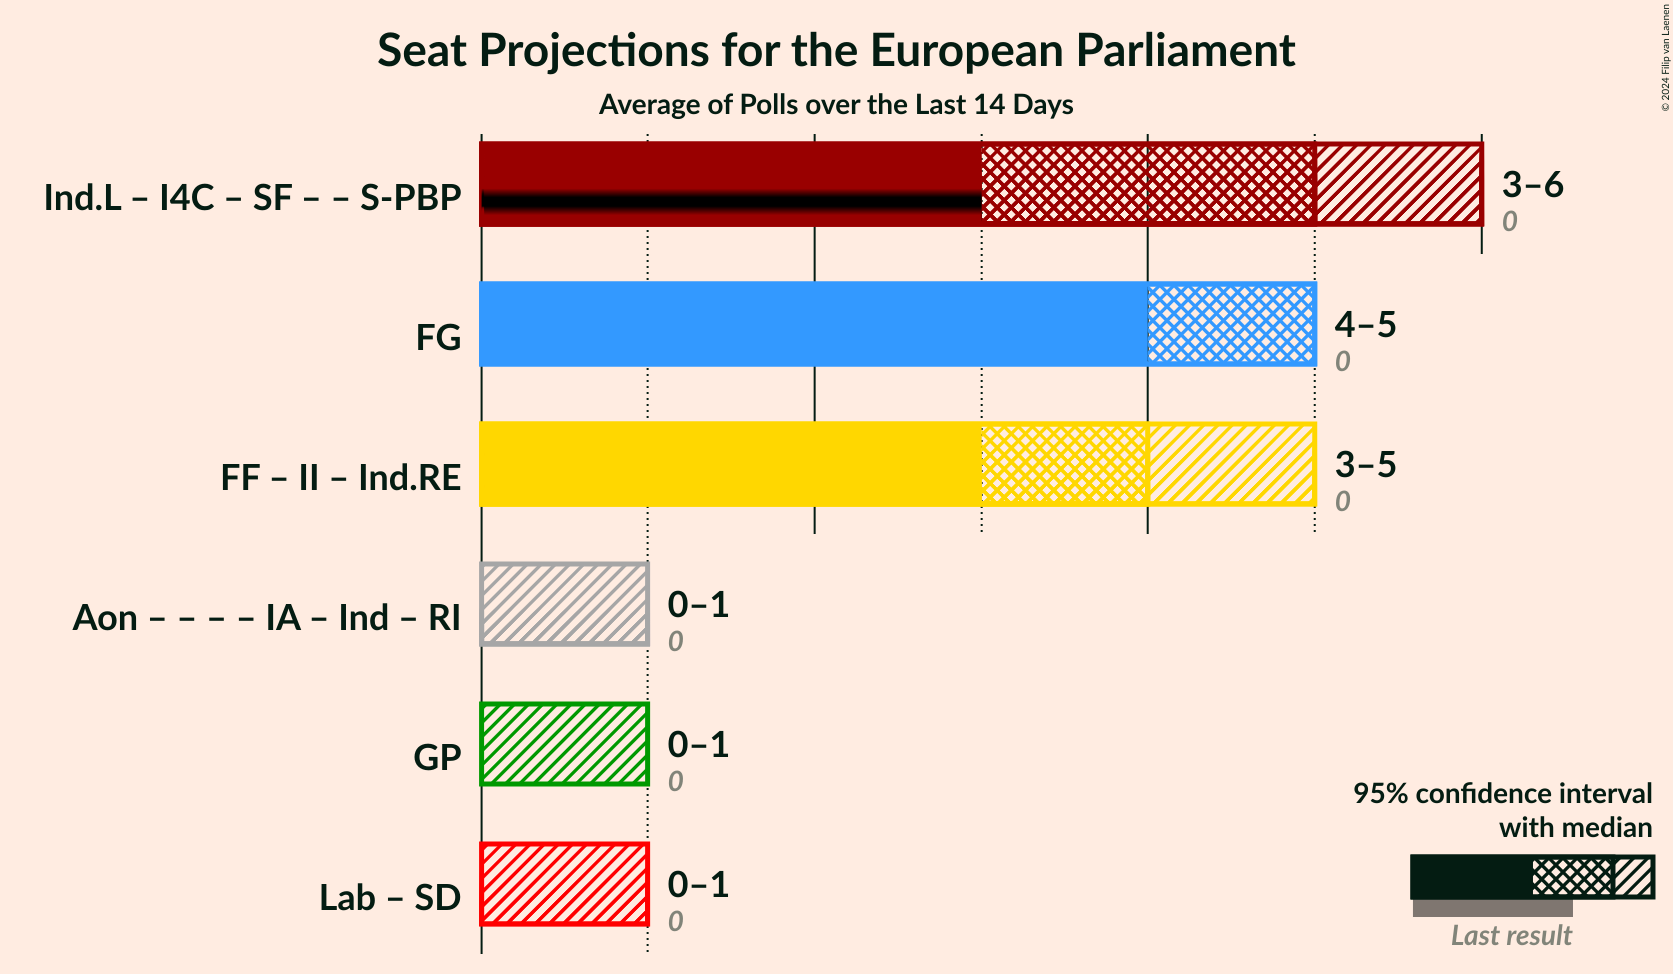 Seat Projections for the European Parliament
Average of Polls over the Last 14 Days
© 2024 Filip van Laenen
Ind.L – I4C – SF – – S-PBP
3–6
0
FG
4–5
0
FF – II – Ind.RE
3–5
0
Aon – – – – IA – Ind – RI
0–1
0
GP
0–1
0
Lab – SD
0–1
0
95% confidence interval
with median
Last result